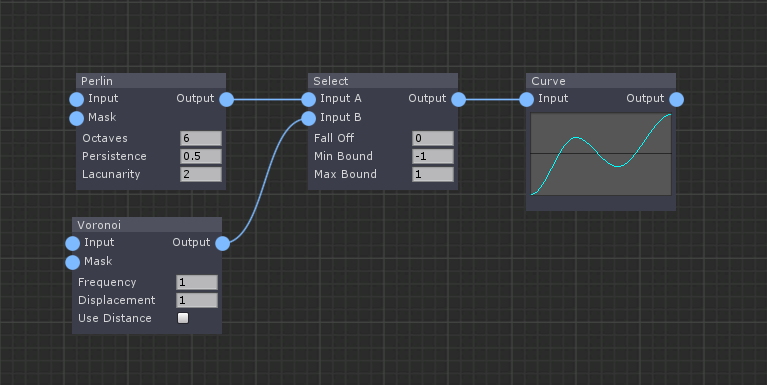 Perlin
Input Output
Mask
Octaves 6
Persistence 0.5
Lacunarity 2
Select
Input A Output
Input B
Fall Off 0
Min Bound -1
Max Bound 1
Curve
Input Output
Voronoi
Input Output
Mask
Frequency 1
Displacement 1
Use Distance